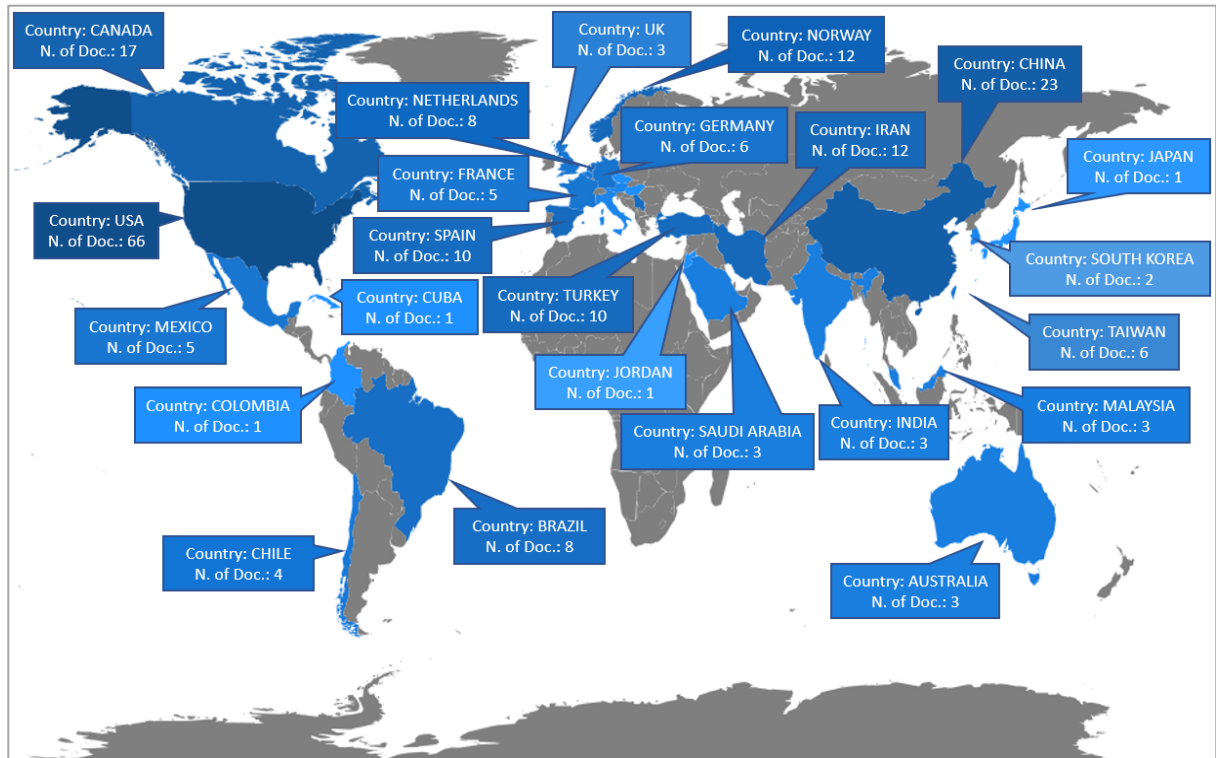 Country: CANADA
N. of Doc.: 17
Country: UK
N. of Doc.: 3
Country: NORWAY
N. of Doc.: 12
Country: CHINA
N. of Doc.: 23
Country: NETHERLANDS
N. of Doc.: 8
Country: GERMANY
N. of Doc.: 6
Country: IRAN
N. of Doc.: 12
Country: JAPAN
N. of Doc.: 1
Country: FRANCE
N. of Doc.: 5
Country: USA
N. of Doc.: 66
Country: SPAIN
N. of Doc.: 10
Country: SOUTH KOREA
N. of Doc.: 2
Country: CUBA
N. of Doc.: 1
Country: TURKEY
N. of Doc.: 10
Country: MEXICO
N. of Doc.: 5
Country: TAIWAN
N. of Doc.: 6
Country: JORDAN
N. of Doc.: 1
Country: COLOMBIA
N. of Doc.: 1
Country: SAUDI ARABIA
N. of Doc.: 3
Country: INDIA
N. of Doc.: 3
Country: MALAYSIA
N. of Doc.: 3
Country: BRAZIL
N. of Doc.: 8
Country: CHILE
N. of Doc.: 4
Country: AUSTRALIA
N. of Doc.: 3